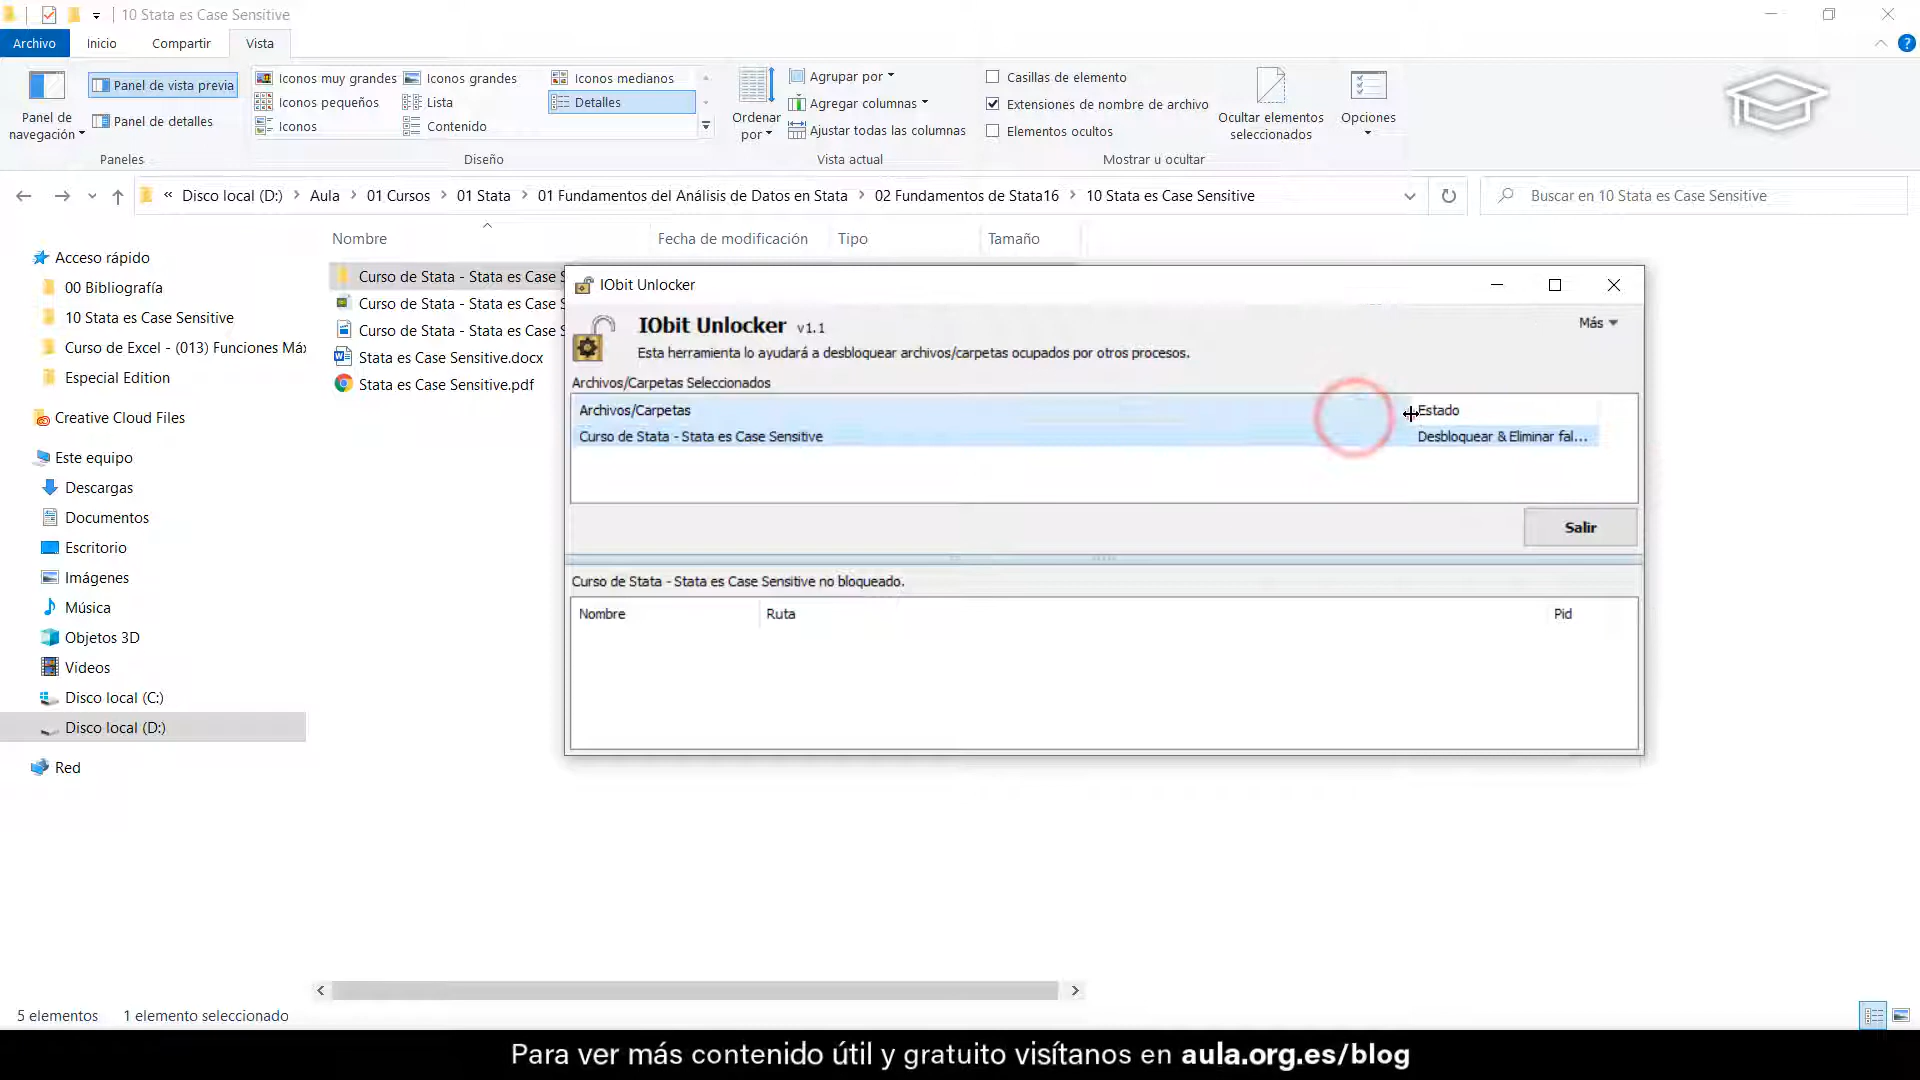 10 Stata es Case Sensitive
Archivo Inicio Compartir Vista
Panel de navegación
Panel de vista previa
Panel de detalles
Paneles
Iconos muy grandes Iconos grandes Iconos medianos
Iconos pequeños Lista Detalles
Iconos Contenido
Diseño
Ordenar por
Agrupar por
Agregar columnas
Ajustar todas las columnas
Vista actual
Casillas de elemento
Extensiones de nombre de archivo
Elementos ocultos
Ocultar elementos seleccionados
Mostrar u ocultar
Opciones
« Disco local (D:) > Aula > 01 Cursos > 01 Stata > 01 Fundamentos del Análisis de Datos en Stata > 02 Fundamentos de Stata16 > 10 Stata es Case Sensitive
Buscar en 10 Stata es Case Sensitive
Acceso rápido
00 Bibliografía
10 Stata es Case Sensitive
Curso de Excel - (013) Funciones Máx
Especial Edition
Creative Cloud Files
Este equipo
Descargas
Documentos
Escritorio
Imágenes
Música
Objetos 3D
Videos
Disco local (C:)
Disco local (D:)
Red
Nombre Fecha de modificación Tipo Tamaño
Curso de Stata - Stata es Case S
Curso de Stata - Stata es Case S
Curso de Stata - Stata es Case S
Stata es Case Sensitive.docx
Stata es Case Sensitive.pdf
IObit Unlocker
IObit Unlocker v1.1
Más
Esta herramienta lo ayudará a desbloquear archivos/carpetas ocupados por otros procesos.
Archivos/Carpetas Seleccionados
Archivos/Carpetas Estado
Curso de Stata - Stata es Case Sensitive Desbloquear & Eliminar fal...
Salir
Curso de Stata - Stata es Case Sensitive no bloqueado.
Nombre Ruta Pid
5 elementos 1 elemento seleccionado
Para ver más contenido útil y gratuito visítanos en aula.org.es/blog